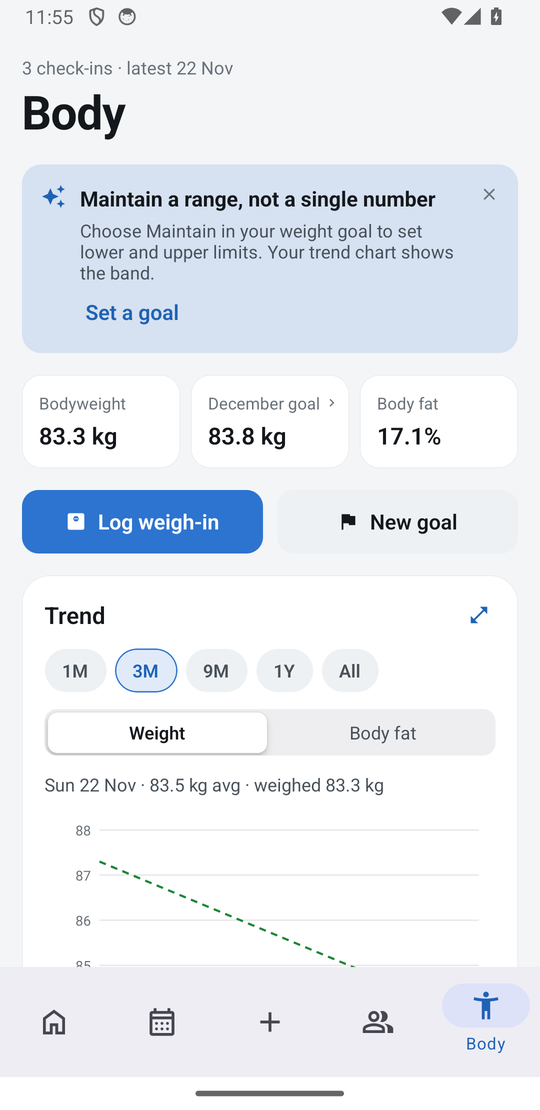 11:55
3 check-ins · latest 22 Nov
Body
Maintain a range, not a single number
Choose Maintain in your weight goal to set
lower and upper limits. Your trend chart shows
the band.
Set a goal
Bodyweight
83.3 kg
December goal
83.8 kg
Body fat
17.1%
Log weigh-in
New goal
Trend
1M 3M 9M 1Y All
Weight Body fat
Sun 22 Nov · 83.5 kg avg · weighed 83.3 kg
88
87
86
85
Body